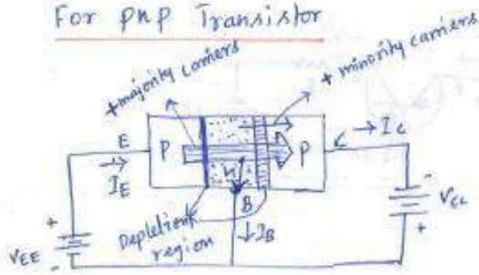 For pnp Transistor
+majority carriers
+ minority carriers
E
P
N
P
C
→IC
IE
B
↓IB
Depletion
region
+
VEE
-
-
VCC
+